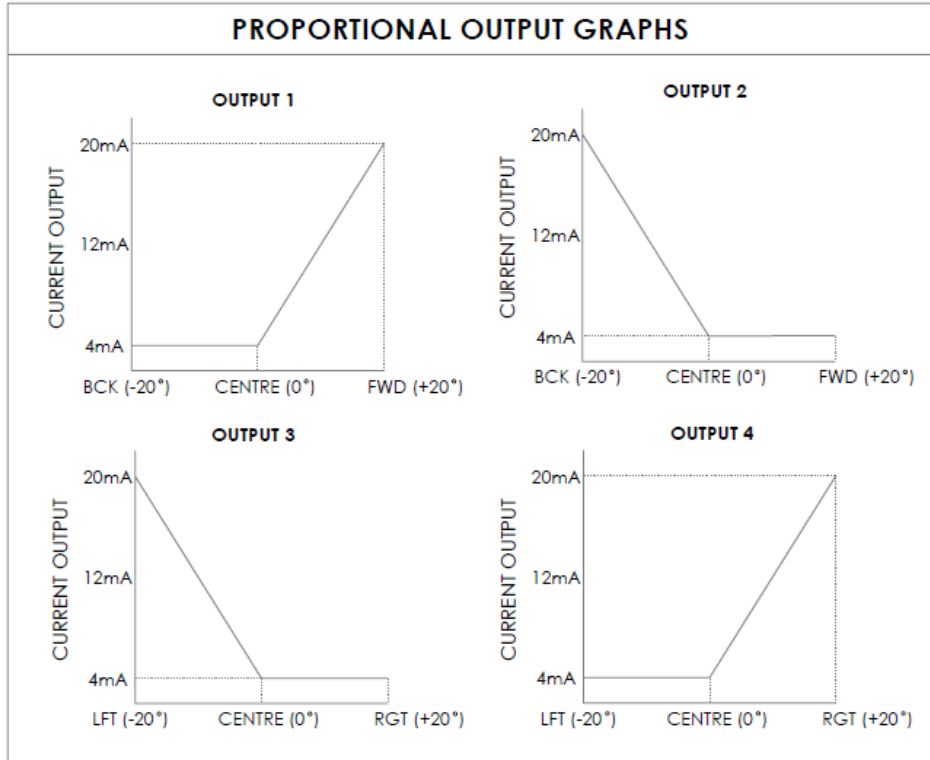 PROPORTIONAL OUTPUT GRAPHS
OUTPUT 1
CURRENT OUTPUT
20mA
12mA
4mA
BCK (-20°) CENTRE (0°) FWD (+20°)
OUTPUT 2
CURRENT OUTPUT
20mA
12mA
4mA
BCK (-20°) CENTRE (0°) FWD (+20°)
OUTPUT 3
CURRENT OUTPUT
20mA
12mA
4mA
LFT (-20°) CENTRE (0°) RGT (+20°)
OUTPUT 4
CURRENT OUTPUT
20mA
12mA
4mA
LFT (-20°) CENTRE (0°) RGT (+20°)